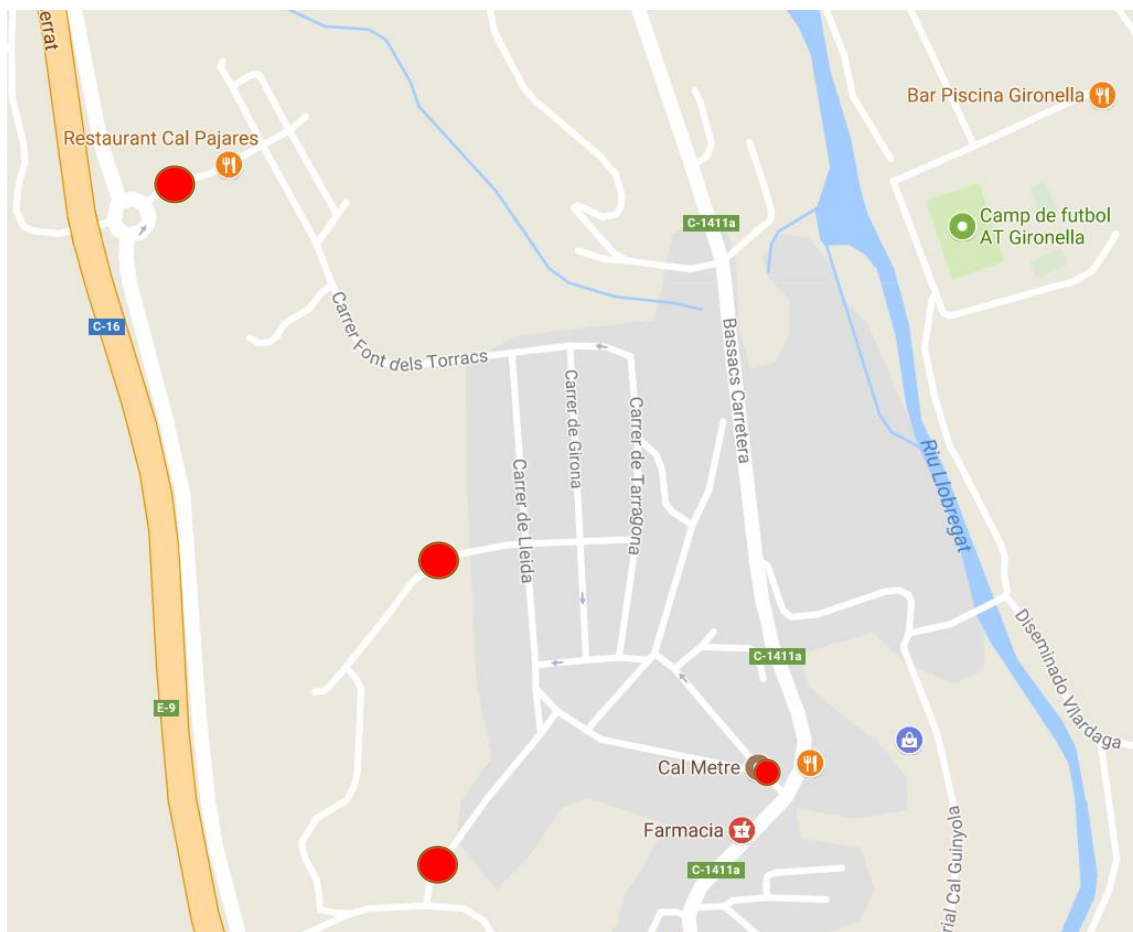 errat
Bar Piscina Gironella
Restaurant Cal Pajares
Camp de futbol
AT Gironella
C-1411a
C-16
Carrer Font dels Torracs
Bassacs Carretera
Carrer de Girona
Carrer de Tarragona
Carrer de Lleida
Riu Llobregat
C-1411a
Diseminado Vilardaga
E-9
Cal Metre
Farmacia
C-1411a
rial Cal Guinyola